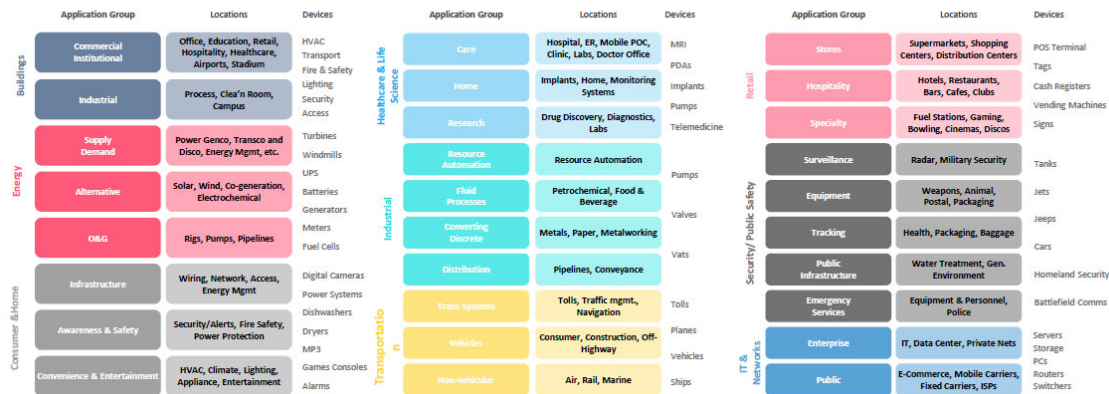 Application Group
Locations
Devices
Buildings
Commercial
Institutional
Office, Education, Retail,
Hospitality, Healthcare,
Airports, Stadium
Industrial
Process, Clea'n Room,
Campus
HVAC
Transport
Fire & Safety
Lighting
Security
Access
Energy
Supply
Demand
Power Genco, Transco and
Disco, Energy Mgmt, etc.
Alternative
Solar, Wind, Co-generation,
Electrochemical
O&G
Rigs, Pumps, Pipelines
Turbines
Windmills
UPS
Batteries
Generators
Meters
Fuel Cells
Consumer &Home
Infrastructure
Wiring, Network, Access,
Energy Mgmt
Awareness & Safety
Security/Alerts, Fire Safety,
Power Protection
Convenience & Entertainment
HVAC, Climate, Lighting,
Appliance, Entertainment
Digital Cameras
Power Systems
Dishwashers
Dryers
MP3
Games Consoles
Alarms
Application Group
Locations
Devices
Healthcare & Life
Science
Care
Hospital, ER, Mobile POC,
Clinic, Labs, Doctor Office
Home
Implants, Home, Monitoring
Systems
Research
Drug Discovery, Diagnostics,
Labs
MRI
PDAs
Implants
Pumps
Telemedicine
Industrial
Resource
Automation
Resource Automation
Fluid
Processes
Petrochemical, Food &
Beverage
Converting
Discrete
Metals, Paper, Metalworking
Distribution
Pipelines, Conveyance
Pumps
Valves
Vats
Transportatio
n
Trans Systems
Tolls, Traffic mgmt.,
Navigation
Vehicles
Consumer, Construction, Off-
Highway
Non-vehicular
Air, Rail, Marine
Tolls
Planes
Vehicles
Ships
Application Group
Locations
Devices
Retail
Stores
Supermarkets, Shopping
Centers, Distribution Centers
Hospitality
Hotels, Restaurants,
Bars, Cafes, Clubs
Specialty
Fuel Stations, Gaming,
Bowling, Cinemas, Discos
POS Terminal
Tags
Cash Registers
Vending Machines
Signs
Security/ Public Safety
Surveillance
Radar, Military Security
Equipment
Weapons, Animal,
Postal, Packaging
Tracking
Health, Packaging, Baggage
Public
Infrastructure
Water Treatment, Gen.
Environment
Emergency
Services
Equipment & Personnel,
Police
Tanks
Jets
Jeeps
Cars
Homeland Security
Battlefield Comms
IT &
Networks
Enterprise
IT, Data Center, Private Nets
Public
E-Commerce, Mobile Carriers,
Fixed Carriers, ISPs
Servers
Storage
PCs
Routers
Switchers